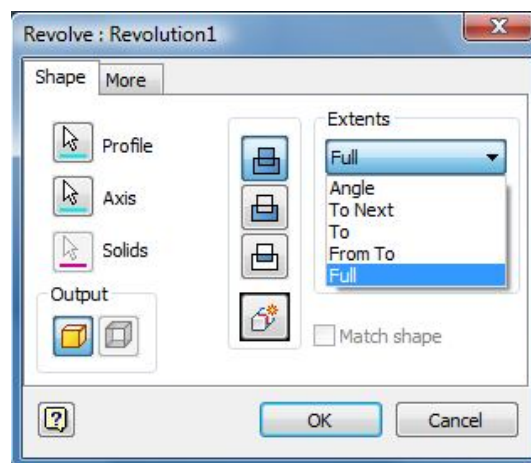 Revolve : Revolution1
Shape More
Extents
Profile
Full
Angle
Axis
To Next
To
Solids
From To
Full
Output
Match shape
OK Cancel